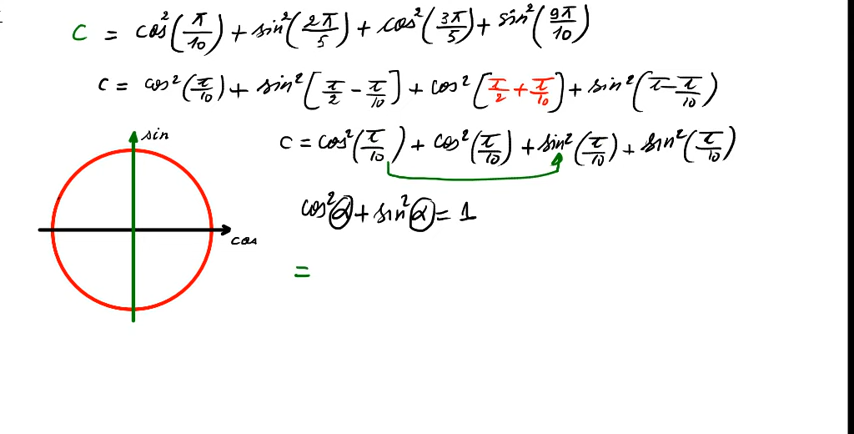 C = cos²(π/10) + sin²(2π/5) + cos²(3π/5) + sin²(9π/10)
C = cos²(π/10) + sin²[π/2 - π/10] + cos²[π/2 + π/10] + sin²(π - π/10)
sin
C = cos²(π/10) + cos²(π/10) + sin²(π/10) + sin²(π/10)
cos²α + sin²α = 1
cos
=